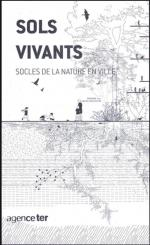 SOLS
VIVANTS
SOCLES DE LA NATURE EN VILLE
agence ter